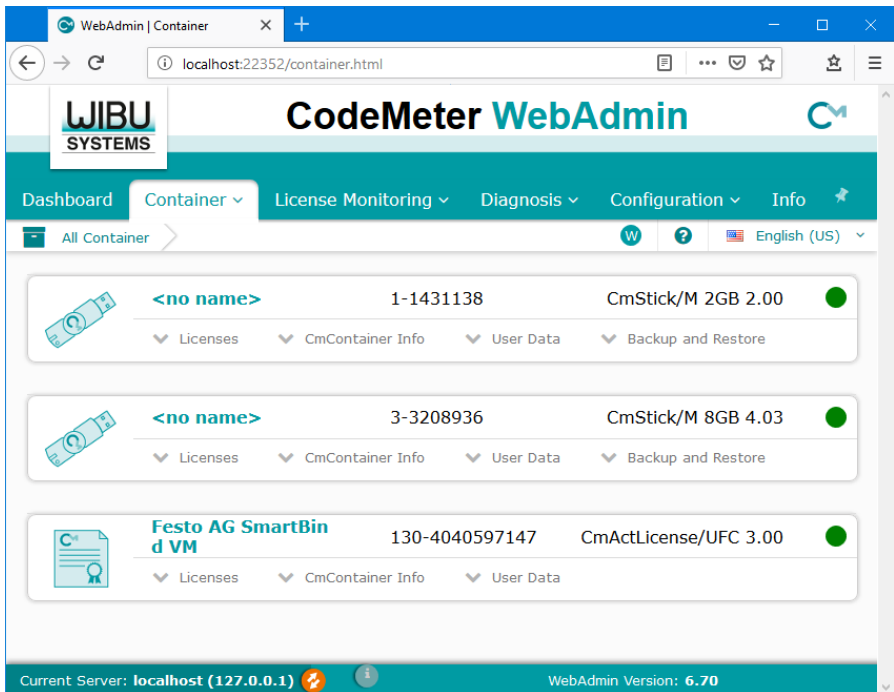 WebAdmin | Container
localhost:22352/container.html
WIBU
SYSTEMS
CodeMeter WebAdmin
Dashboard Container License Monitoring Diagnosis Configuration Info
All Container W ? English (US)
<no name> 1-1431138 CmStick/M 2GB 2.00
Licenses CmContainer Info User Data Backup and Restore
<no name> 3-3208936 CmStick/M 8GB 4.03
Licenses CmContainer Info User Data Backup and Restore
Festo AG SmartBin
d VM 130-4040597147 CmActLicense/UFC 3.00
Licenses CmContainer Info User Data
Current Server: localhost (127.0.0.1) WebAdmin Version: 6.70